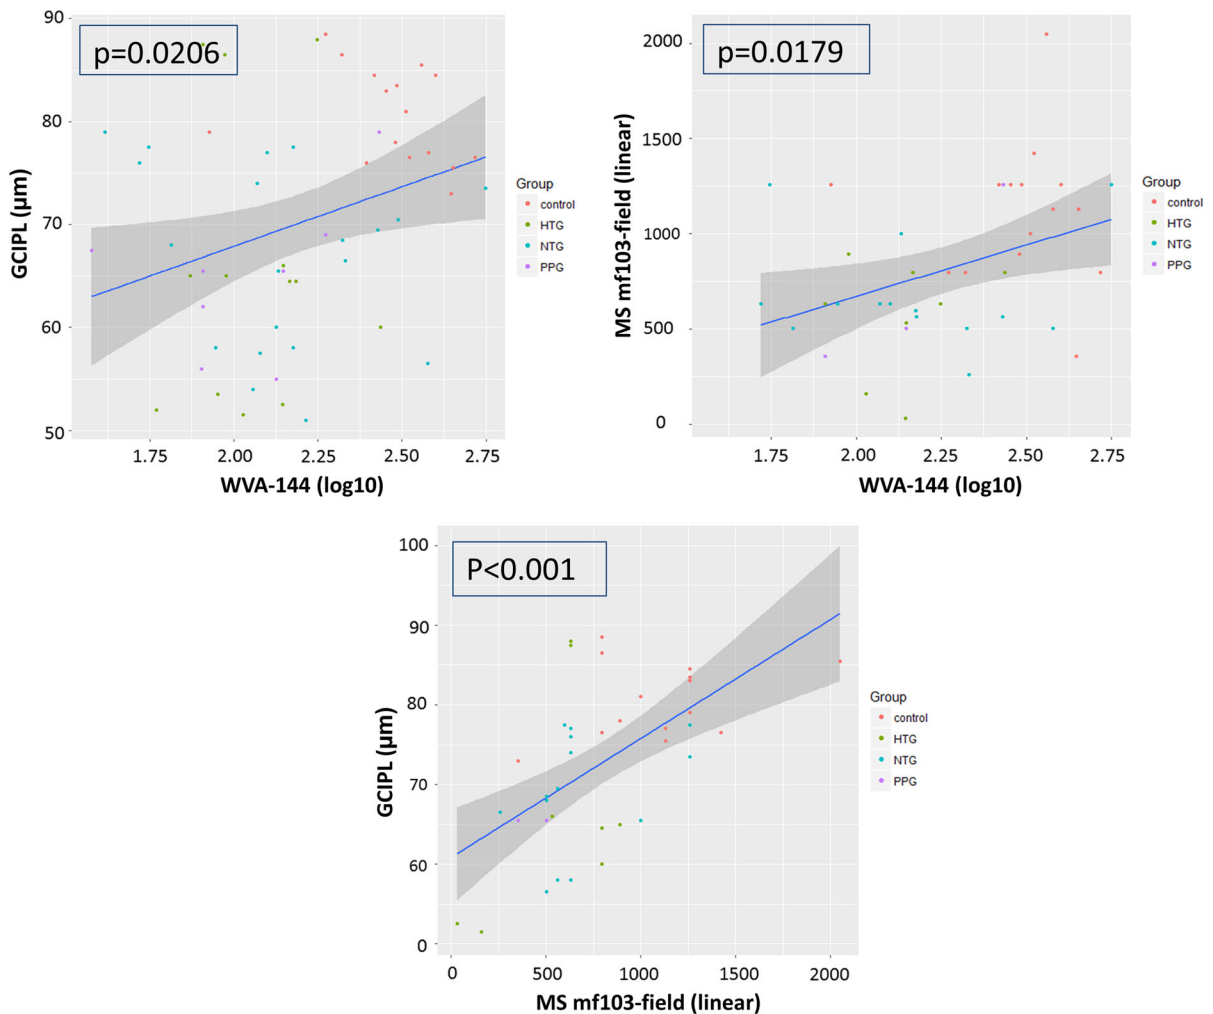 p=0.0206
90
80
70
60
50
GCIPL (µm)
1.75 2.00 2.25 2.50 2.75
WVA-144 (log10)
Group
control
HTG
NTG
PPG
p=0.0179
2000
1500
1000
500
0
MS mf103-field (linear)
1.75 2.00 2.25 2.50 2.75
WVA-144 (log10)
Group
control
HTG
NTG
PPG
P<0.001
100
90
80
70
60
0
GCIPL (µm)
0 500 1000 1500 2000
MS mf103-field (linear)
Group
control
HTG
NTG
PPG